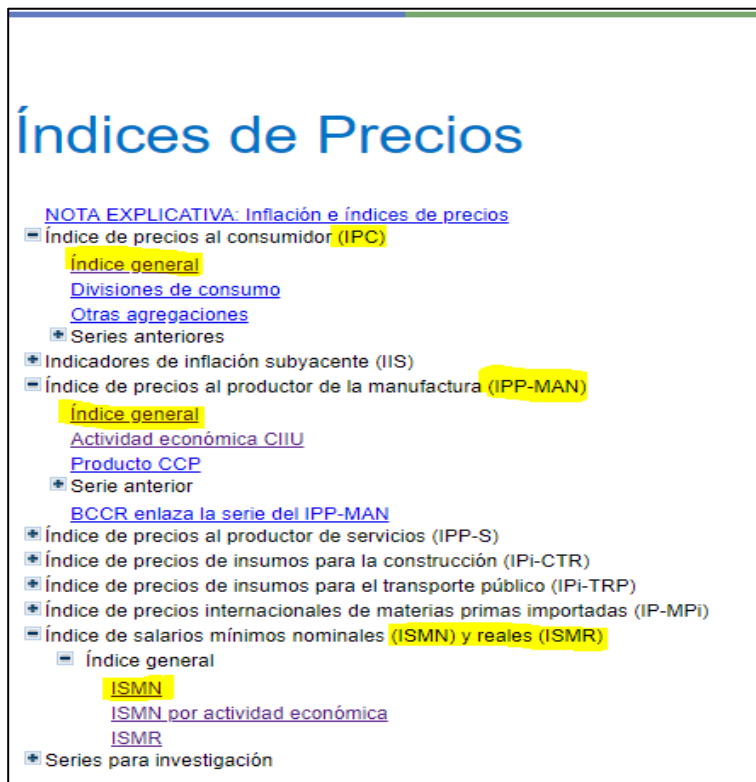 Índices de Precios
NOTA EXPLICATIVA: Inflación e índices de precios
Índice de precios al consumidor (IPC)
Índice general
Divisiones de consumo
Otras agregaciones
Series anteriores
Indicadores de inflación subyacente (IIS)
Índice de precios al productor de la manufactura (IPP-MAN)
Índice general
Actividad económica CIIU
Producto CCP
Serie anterior
BCCR enlaza la serie del IPP-MAN
Índice de precios al productor de servicios (IPP-S)
Índice de precios de insumos para la construcción (IPi-CTR)
Índice de precios de insumos para el transporte público (IPi-TRP)
Índice de precios internacionales de materias primas importadas (IP-MPi)
Índice de salarios mínimos nominales (ISMN) y reales (ISMR)
Índice general
ISMN
ISMN por actividad económica
ISMR
Series para investigación